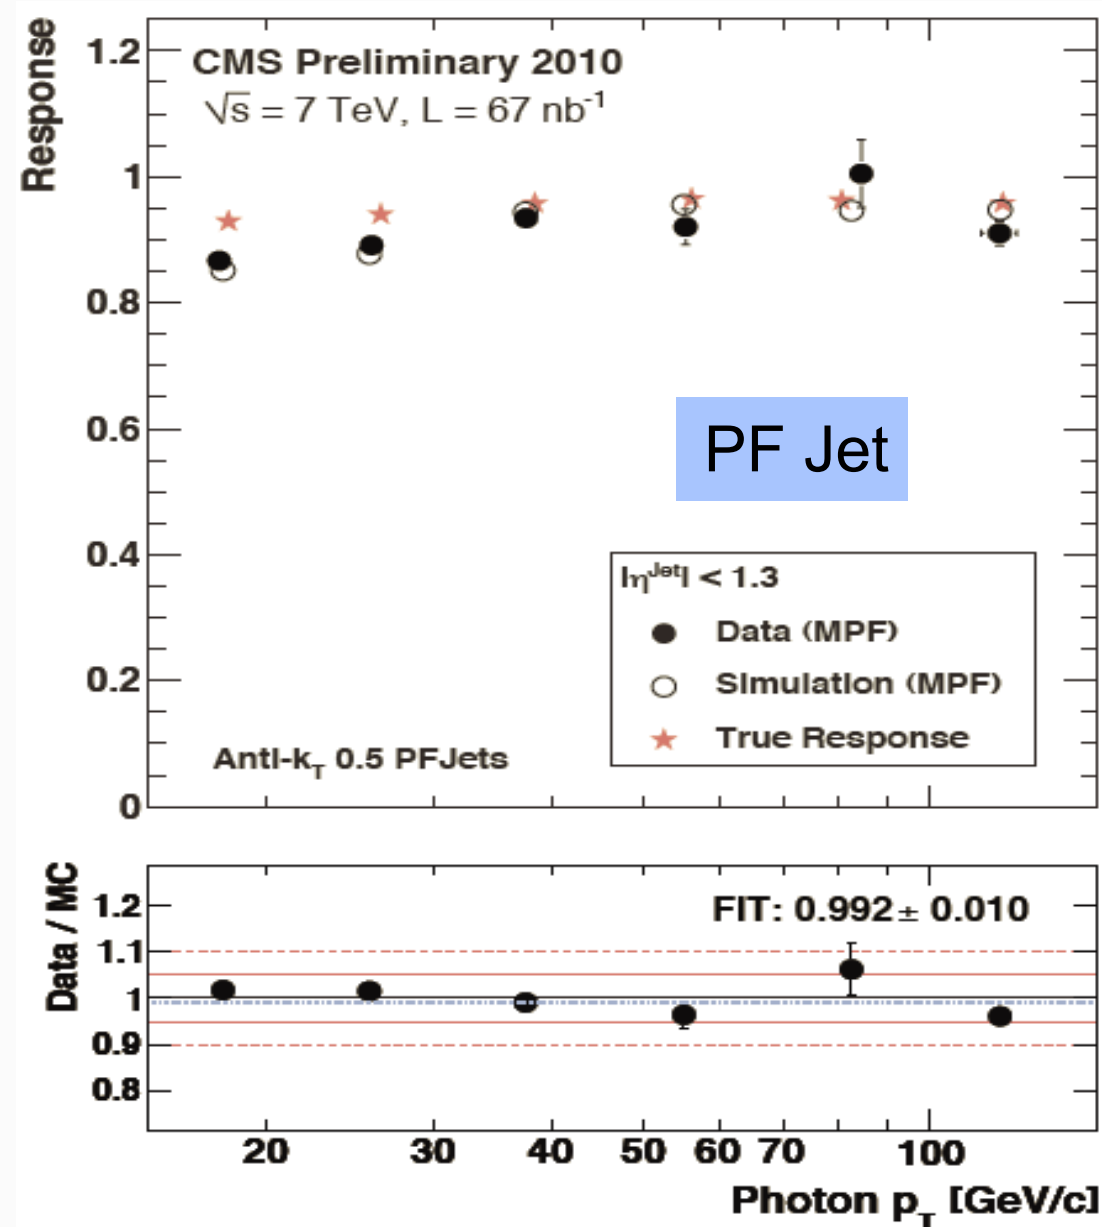 Response
1.2
1
0.8
0.6
0.4
0.2
0
CMS Preliminary 2010
√s = 7 TeV, L = 67 nb⁻¹
PF Jet
|η^Jet| < 1.3
Data (MPF)
Simulation (MPF)
True Response
Anti-k_T 0.5 PFJets
Data / MC
1.2
1.1
1
0.9
0.8
FIT: 0.992 ± 0.010
20 30 40 50 60 70 100
Photon p_T [GeV/c]